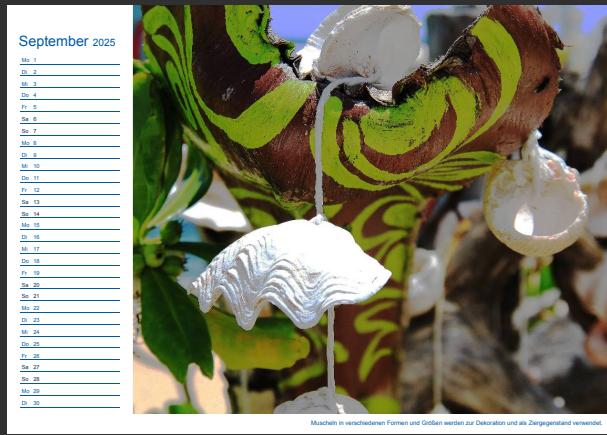 September 2025
Mo 1
Di 2
Mi 3
Do 4
Fr 5
Sa 6
So 7
Mo 8
Di 9
Mi 10
Do 11
Fr 12
Sa 13
So 14
Mo 15
Di 16
Mi 17
Do 18
Fr 19
Sa 20
So 21
Mo 22
Di 23
Mi 24
Do 25
Fr 26
Sa 27
So 28
Mo 29
Di 30
Muscheln in verschiedenen Formen und Größen werden zur Dekoration und als Ziergegenstand verwendet.